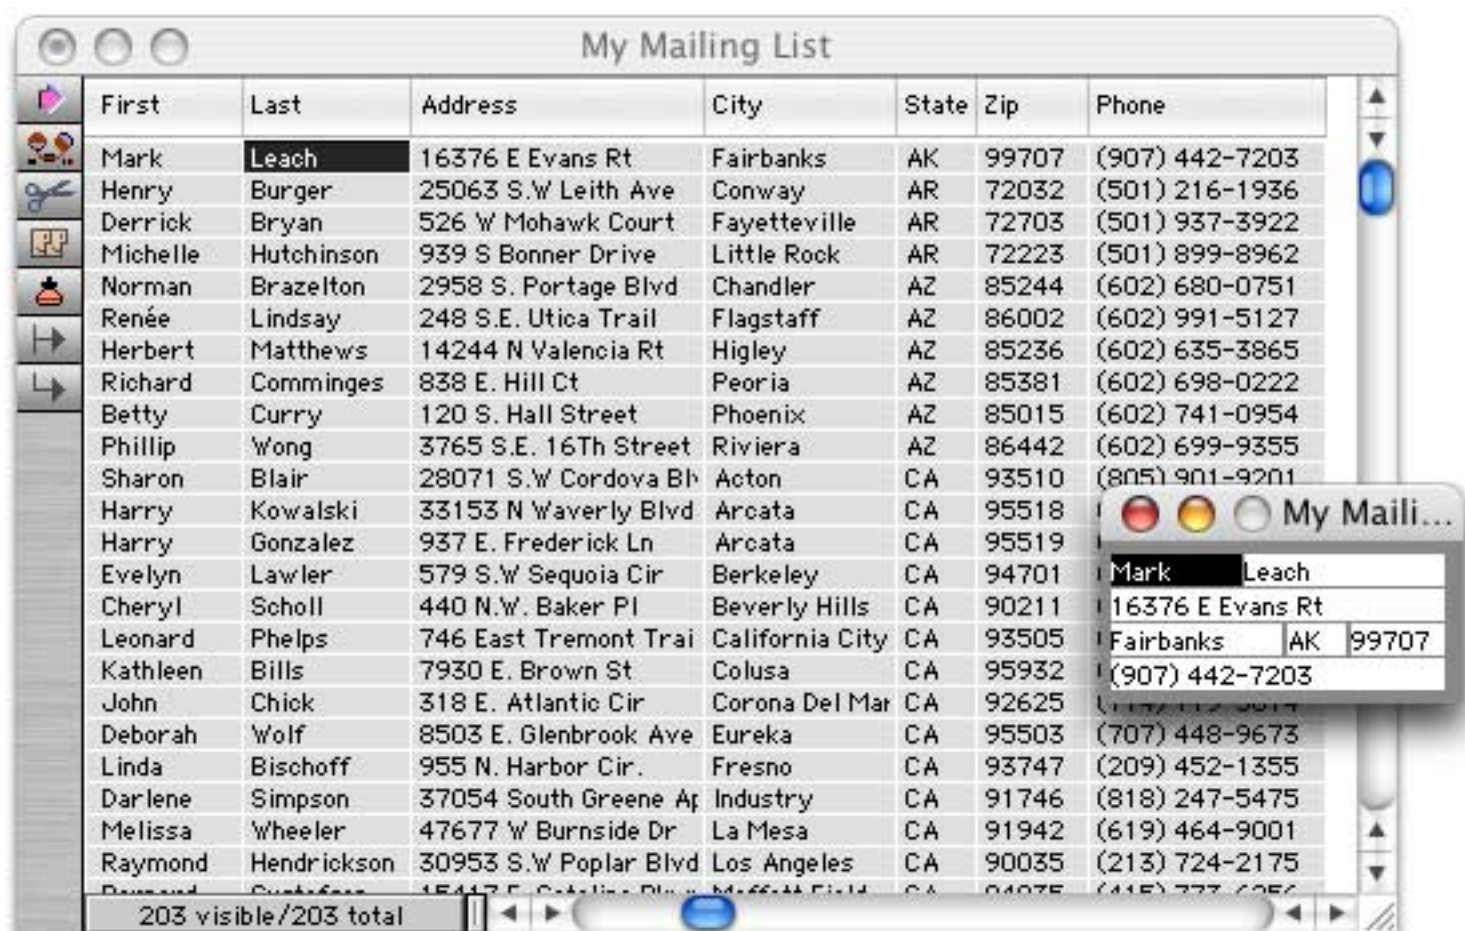 My Mailing List
First Last Address City State Zip Phone
Mark Leach 16376 E Evans Rt Fairbanks AK 99707 (907) 442-7203
Henry Burger 25063 S.W Leith Ave Conway AR 72032 (501) 216-1936
Derrick Bryan 526 W Mohawk Court Fayetteville AR 72703 (501) 937-3922
Michelle Hutchinson 939 S Bonner Drive Little Rock AR 72223 (501) 899-8962
Norman Brazelton 2958 S. Portage Blvd Chandler AZ 85244 (602) 680-0751
Renée Lindsay 248 S.E. Utica Trail Flagstaff AZ 86002 (602) 991-5127
Herbert Matthews 14244 N Valencia Rt Higley AZ 85236 (602) 635-3865
Richard Comminges 838 E. Hill Ct Peoria AZ 85381 (602) 698-0222
Betty Curry 120 S. Hall Street Phoenix AZ 85015 (602) 741-0954
Phillip Wong 3765 S.E. 16Th Street Riviera AZ 86442 (602) 699-9355
Sharon Blair 28071 S.W Cordova Acton CA 93510 (805) 901-9201
Harry Kowalski 33153 N Waverly Blvd Arcata CA 95518
Harry Gonzalez 937 E. Frederick Ln Arcata CA 95519
Evelyn Lawler 579 S.W Sequoia Cir Berkeley CA 94701
Cheryl Scholl 440 N.W. Baker Pl Beverly Hills CA 90211
Leonard Phelps 746 East Tremont Trai California City CA 93505
Kathleen Bills 7930 E. Brown St Colusa CA 95932
John Chick 318 E. Atlantic Cir Corona Del Mar CA 92625
Deborah Wolf 8503 E. Glenbrook Ave Eureka CA 95503 (707) 448-9673
Linda Bischoff 955 N. Harbor Cir. Fresno CA 93747 (209) 452-1355
Darlene Simpson 37054 South Greene Industry CA 91746 (818) 247-5475
Melissa Wheeler 47677 W Burnside Dr La Mesa CA 91942 (619) 464-9001
Raymond Hendrickson 30953 S.W Poplar Blvd Los Angeles CA 90035 (213) 724-2175
203 visible/203 total
My Maili...
Mark Leach
16376 E Evans Rt
Fairbanks AK 99707
(907) 442-7203